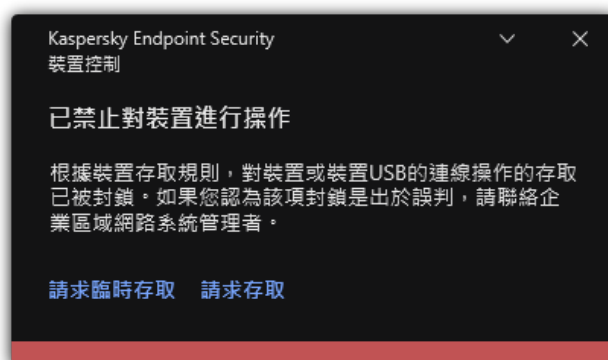 Kaspersky Endpoint Security
裝置控制
已禁止對裝置進行操作
根據裝置存取規則，對裝置或裝置USB的連線操作的存取
已被封鎖。如果您認為該項封鎖是出於誤判，請聯絡企
業區域網路系統管理者。
請求臨時存取 請求存取